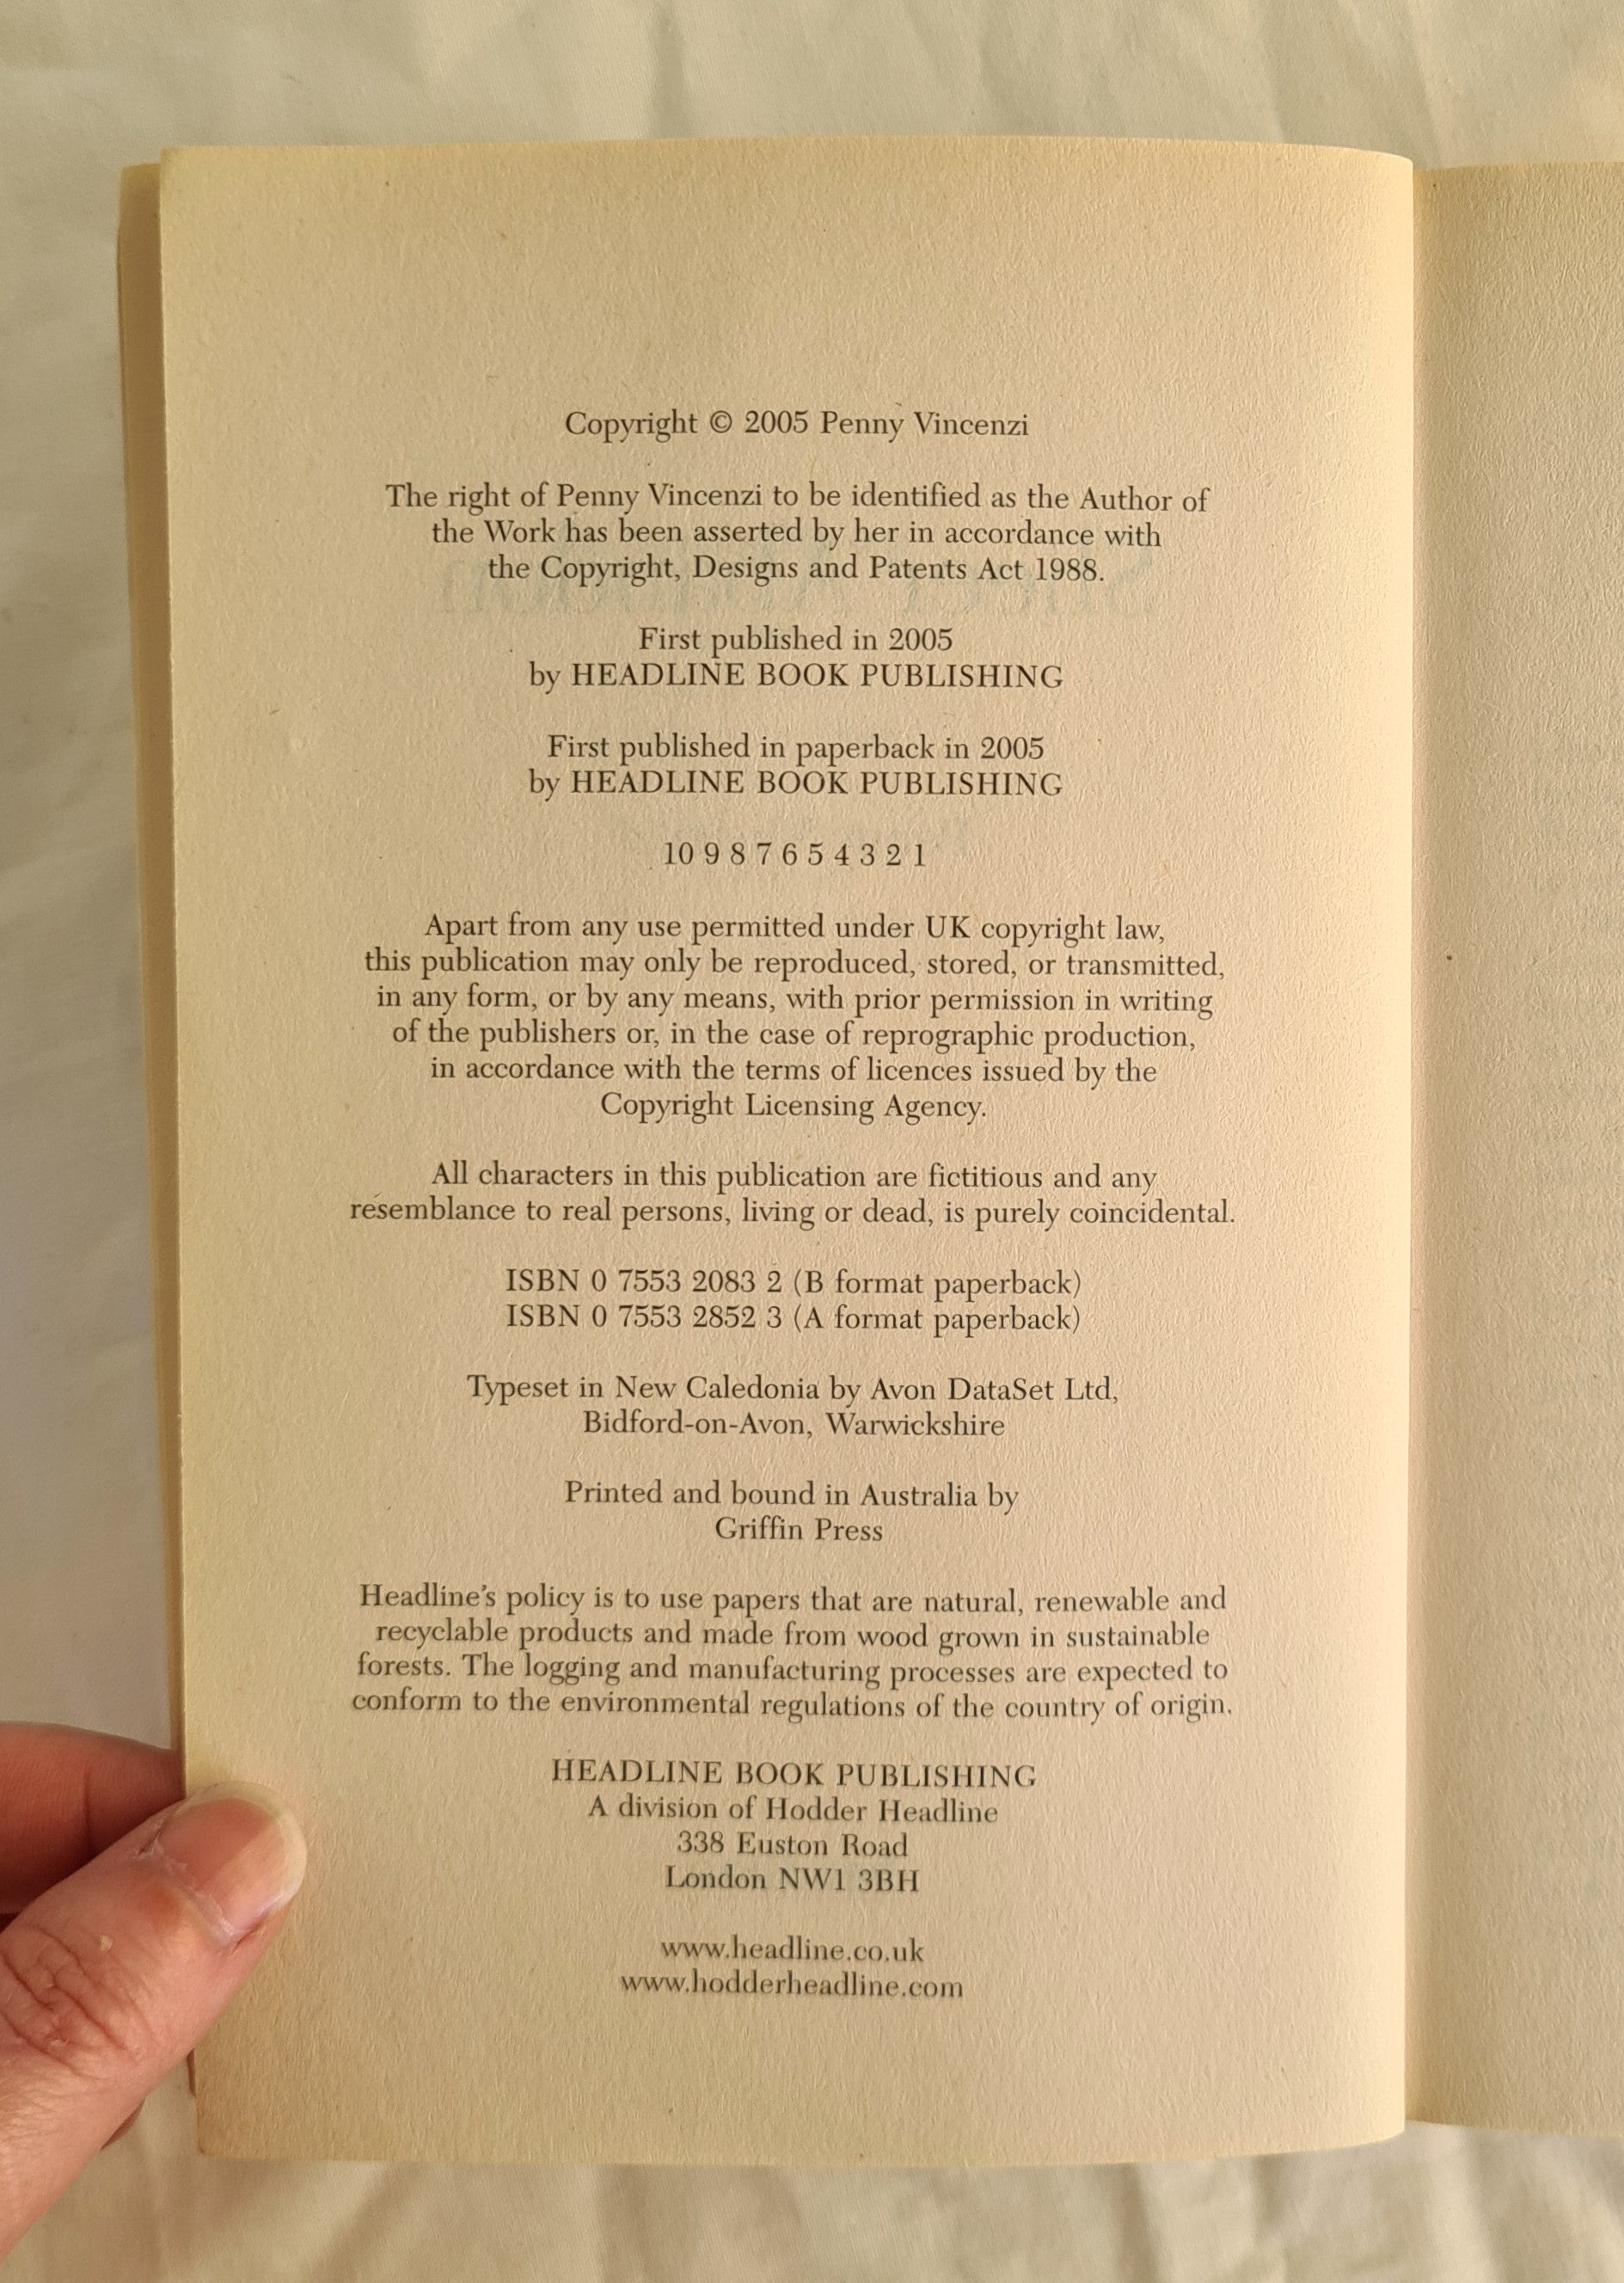 Copyright © 2005 Penny Vincenzi
The right of Penny Vincenzi to be identified as the Author of
the Work has been asserted by her in accordance with
the Copyright, Designs and Patents Act 1988.
First published in 2005
by HEADLINE BOOK PUBLISHING
First published in paperback in 2005
by HEADLINE BOOK PUBLISHING
10 9 8 7 6 5 4 3 2 1
Apart from any use permitted under UK copyright law,
this publication may only be reproduced, stored, or transmitted,
in any form, or by any means, with prior permission in writing
of the publishers or, in the case of reprographic production,
in accordance with the terms of licences issued by the
Copyright Licensing Agency.
All characters in this publication are fictitious and any
resemblance to real persons, living or dead, is purely coincidental.
ISBN 0 7553 2083 2 (B format paperback)
ISBN 0 7553 2852 3 (A format paperback)
Typeset in New Caledonia by Avon DataSet Ltd,
Bidford-on-Avon, Warwickshire
Printed and bound in Australia by
Griffin Press
Headline's policy is to use papers that are natural, renewable and
recyclable products and made from wood grown in sustainable
forests. The logging and manufacturing processes are expected to
conform to the environmental regulations of the country of origin.
HEADLINE BOOK PUBLISHING
A division of Hodder Headline
338 Euston Road
London NW1 3BH
www.headline.co.uk
www.hodderheadline.com